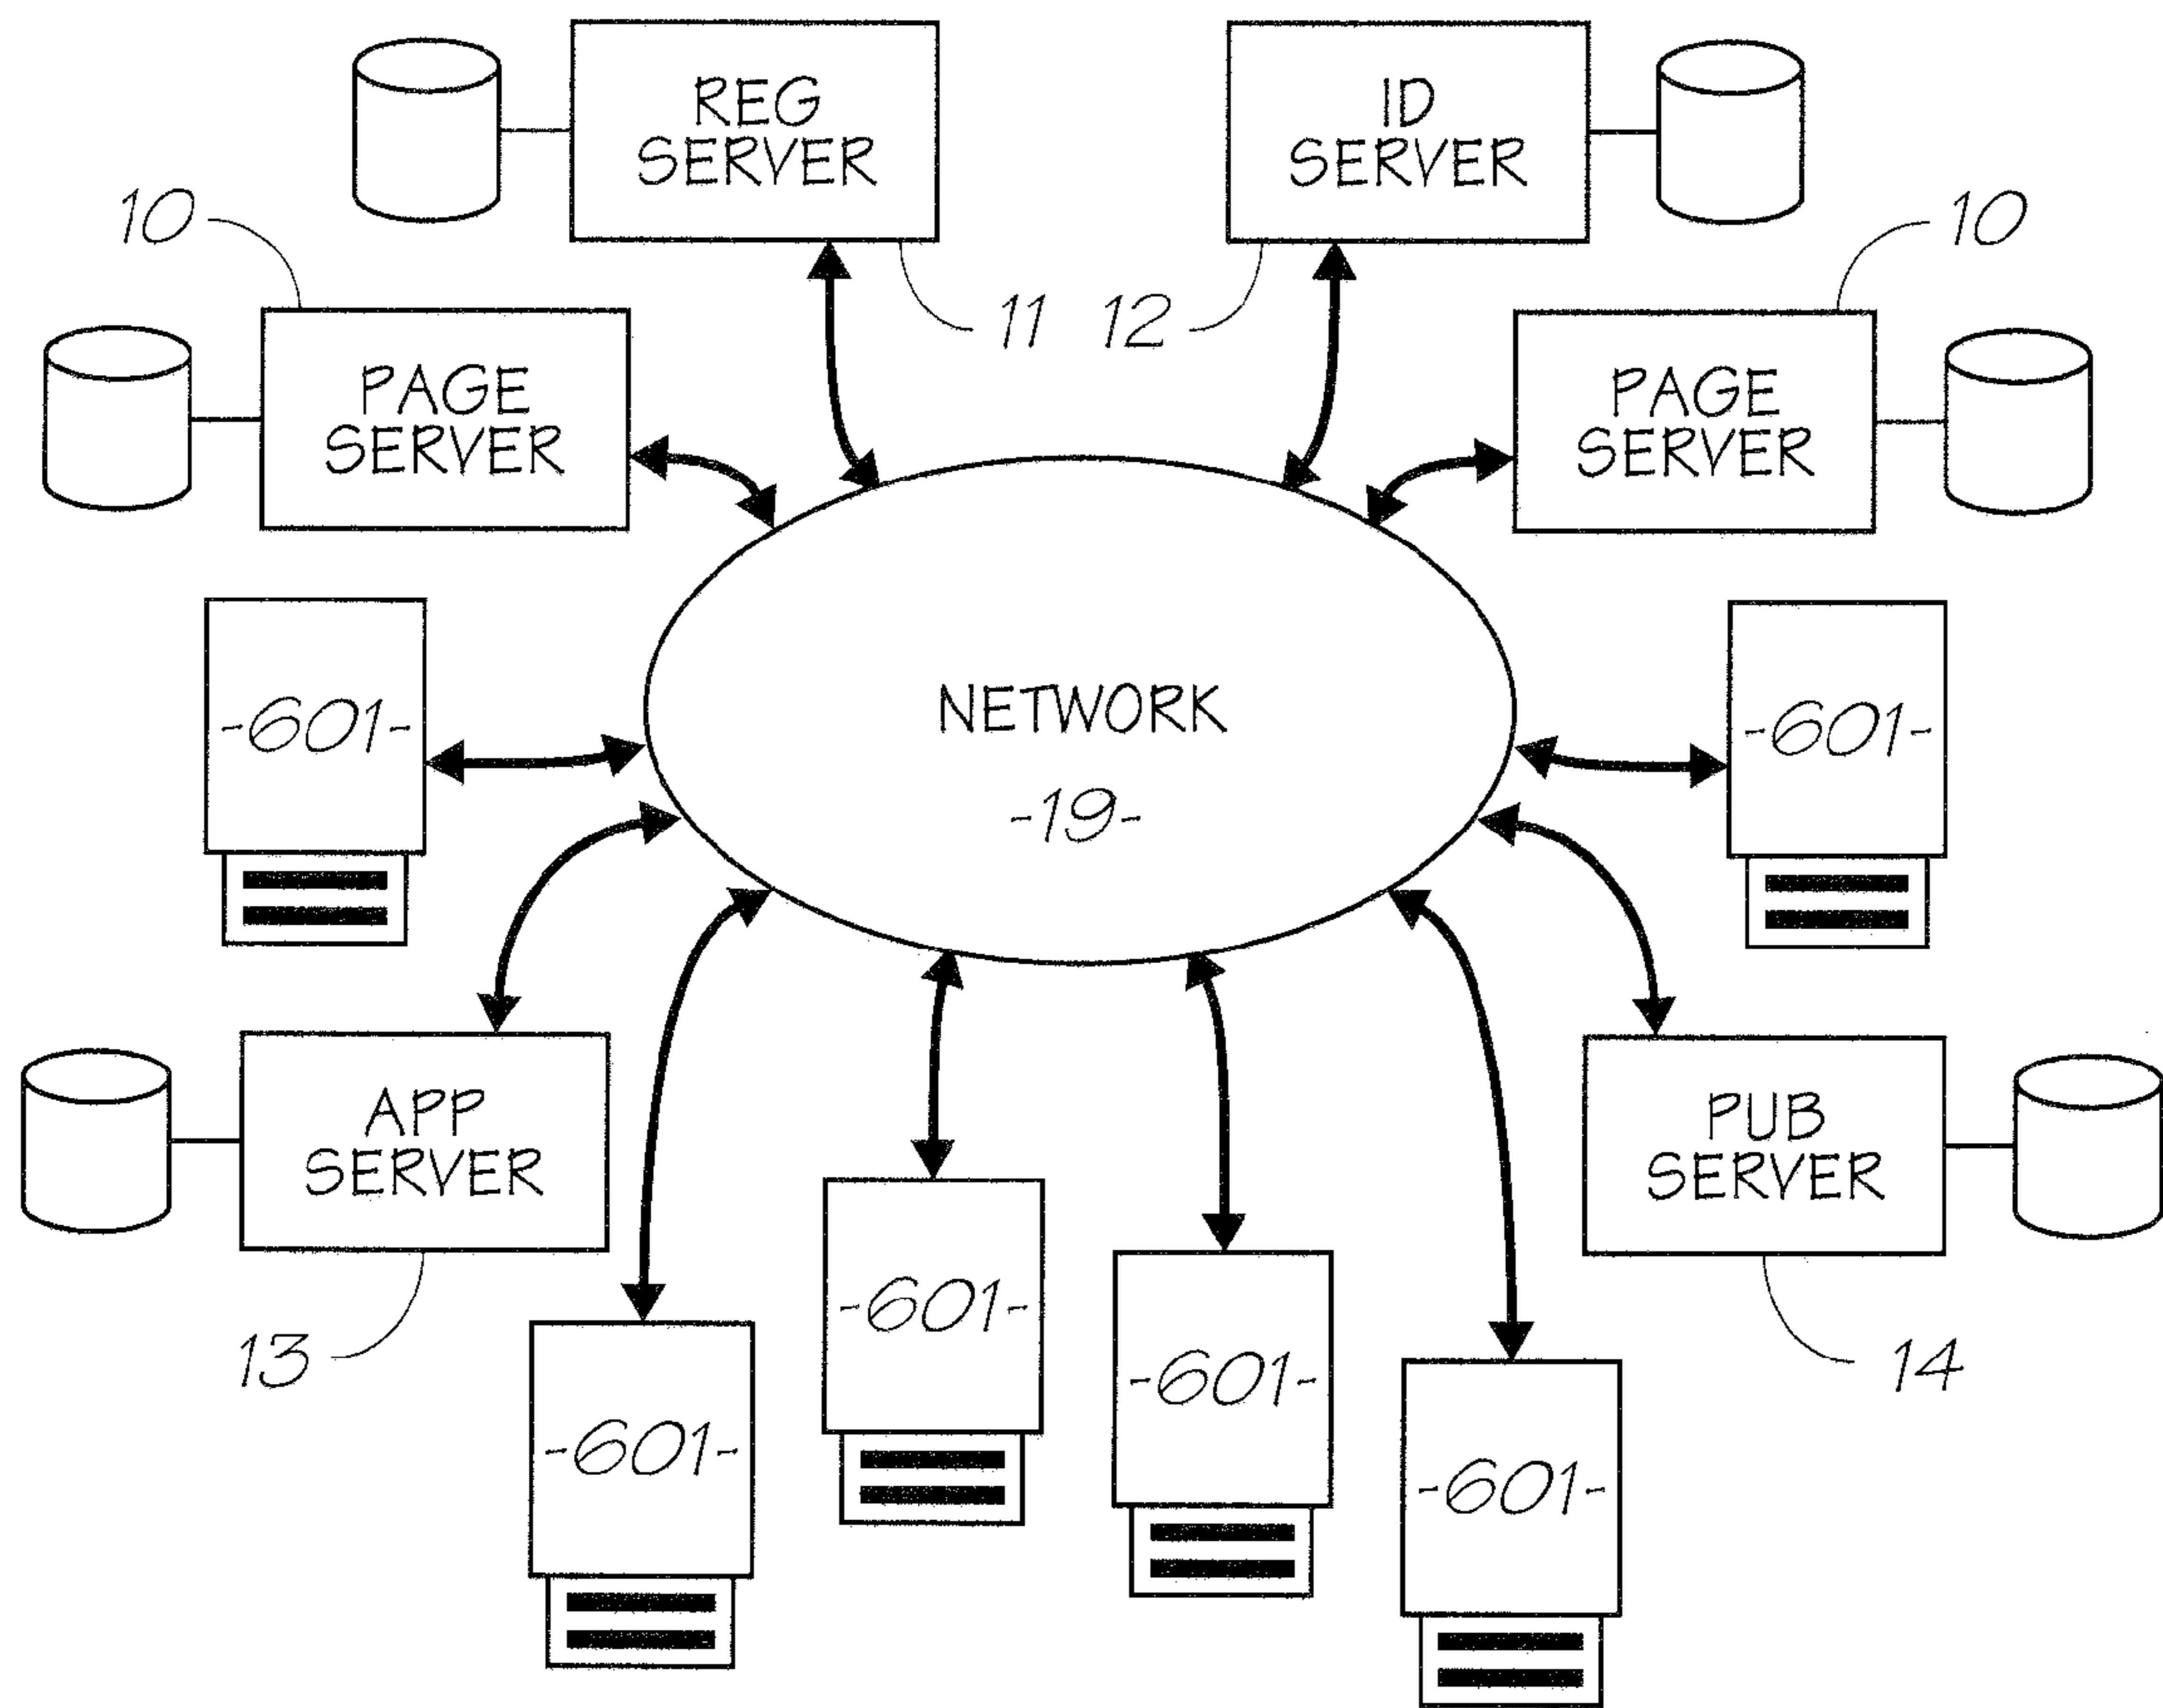 REG
SERVER
ID
SERVER
10
10
11
12
PAGE
SERVER
PAGE
SERVER
-601-
NETWORK
-19-
-601-
APP
SERVER
PUB
SERVER
13
-601-
-601-
-601-
-601-
14